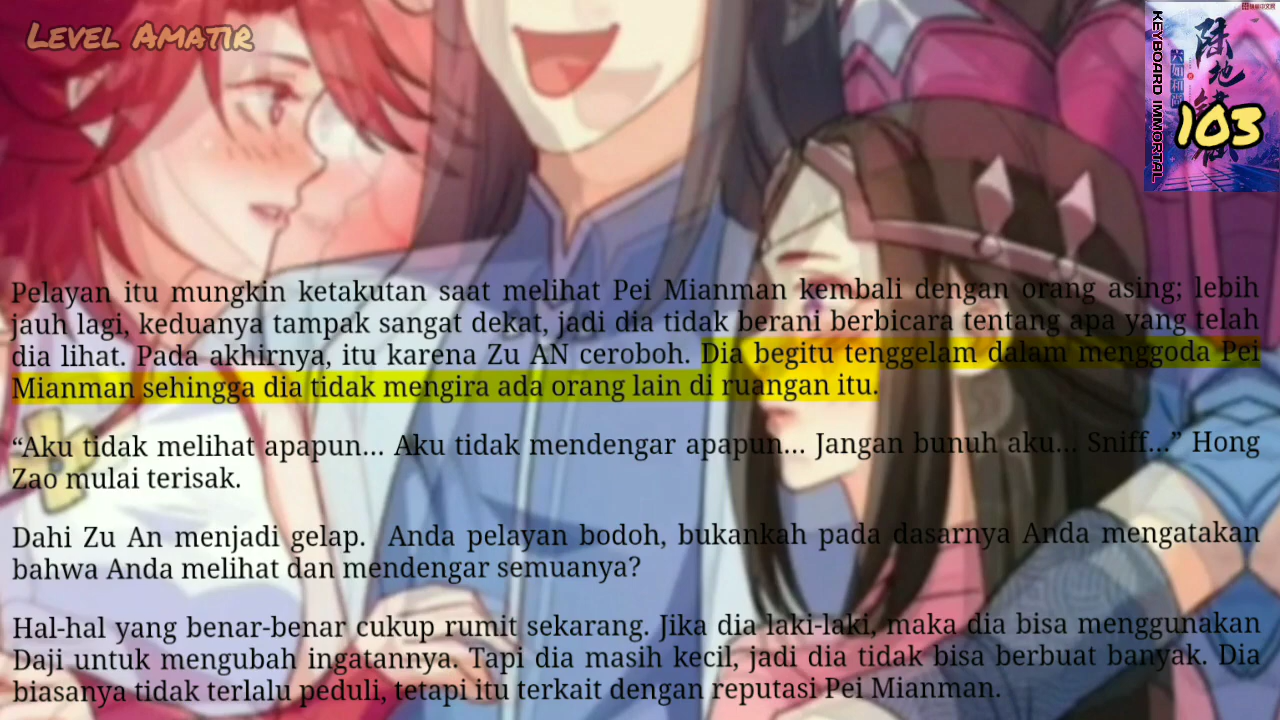 Level Amatir
KEYBOARD IMMORTAL
103
Pelayan itu mungkin ketakutan saat melihat Pei Mianman kembali dengan orang asing; lebih
jauh lagi, keduanya tampak sangat dekat, jadi dia tidak berani berbicara tentang apa yang telah
dia lihat. Pada akhirnya, itu karena Zu AN ceroboh. Dia begitu tenggelam dalam menggoda Pei
Mianman sehingga dia tidak mengira ada orang lain di ruangan itu.
“Aku tidak melihat apapun… Aku tidak mendengar apapun… Jangan bunuh aku… Sniff…” Hong
Zao mulai terisak.
Dahi Zu An menjadi gelap.  Anda pelayan bodoh, bukankah pada dasarnya Anda mengatakan
bahwa Anda melihat dan mendengar semuanya?
Hal-hal yang benar-benar cukup rumit sekarang. Jika dia laki-laki, maka dia bisa menggunakan
Daji untuk mengubah ingatannya. Tapi dia masih kecil, jadi dia tidak bisa berbuat banyak. Dia
biasanya tidak terlalu peduli, tetapi itu terkait dengan reputasi Pei Mianman.